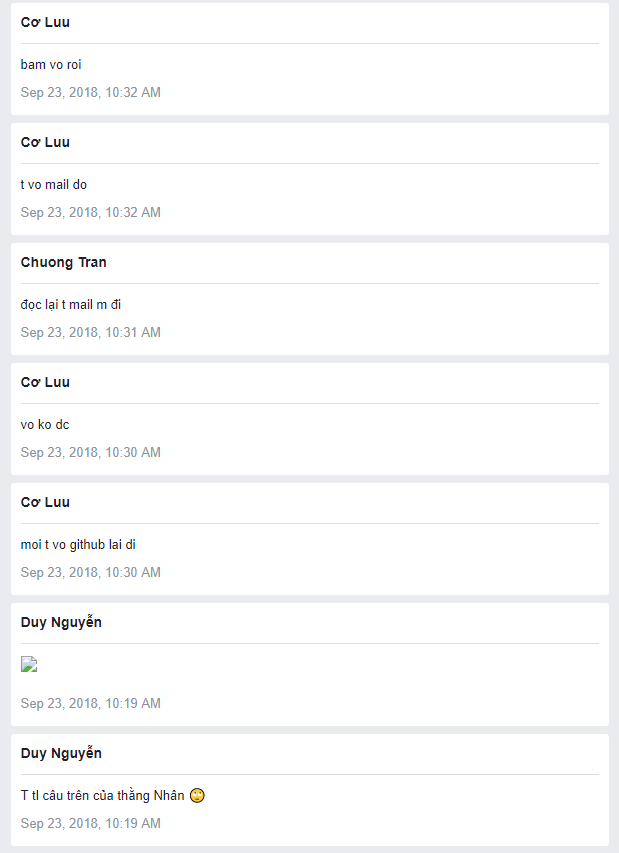 Cơ Luu
bam vo roi
Sep 23, 2018, 10:32 AM
Cơ Luu
t vo mail do
Sep 23, 2018, 10:32 AM
Chuong Tran
đọc lại t mail m đi
Sep 23, 2018, 10:31 AM
Cơ Luu
vo ko dc
Sep 23, 2018, 10:30 AM
Cơ Luu
moi t vo github lai di
Sep 23, 2018, 10:30 AM
Duy Nguyễn
Sep 23, 2018, 10:19 AM
Duy Nguyễn
T tl câu trên của thằng Nhân 🙄
Sep 23, 2018, 10:19 AM